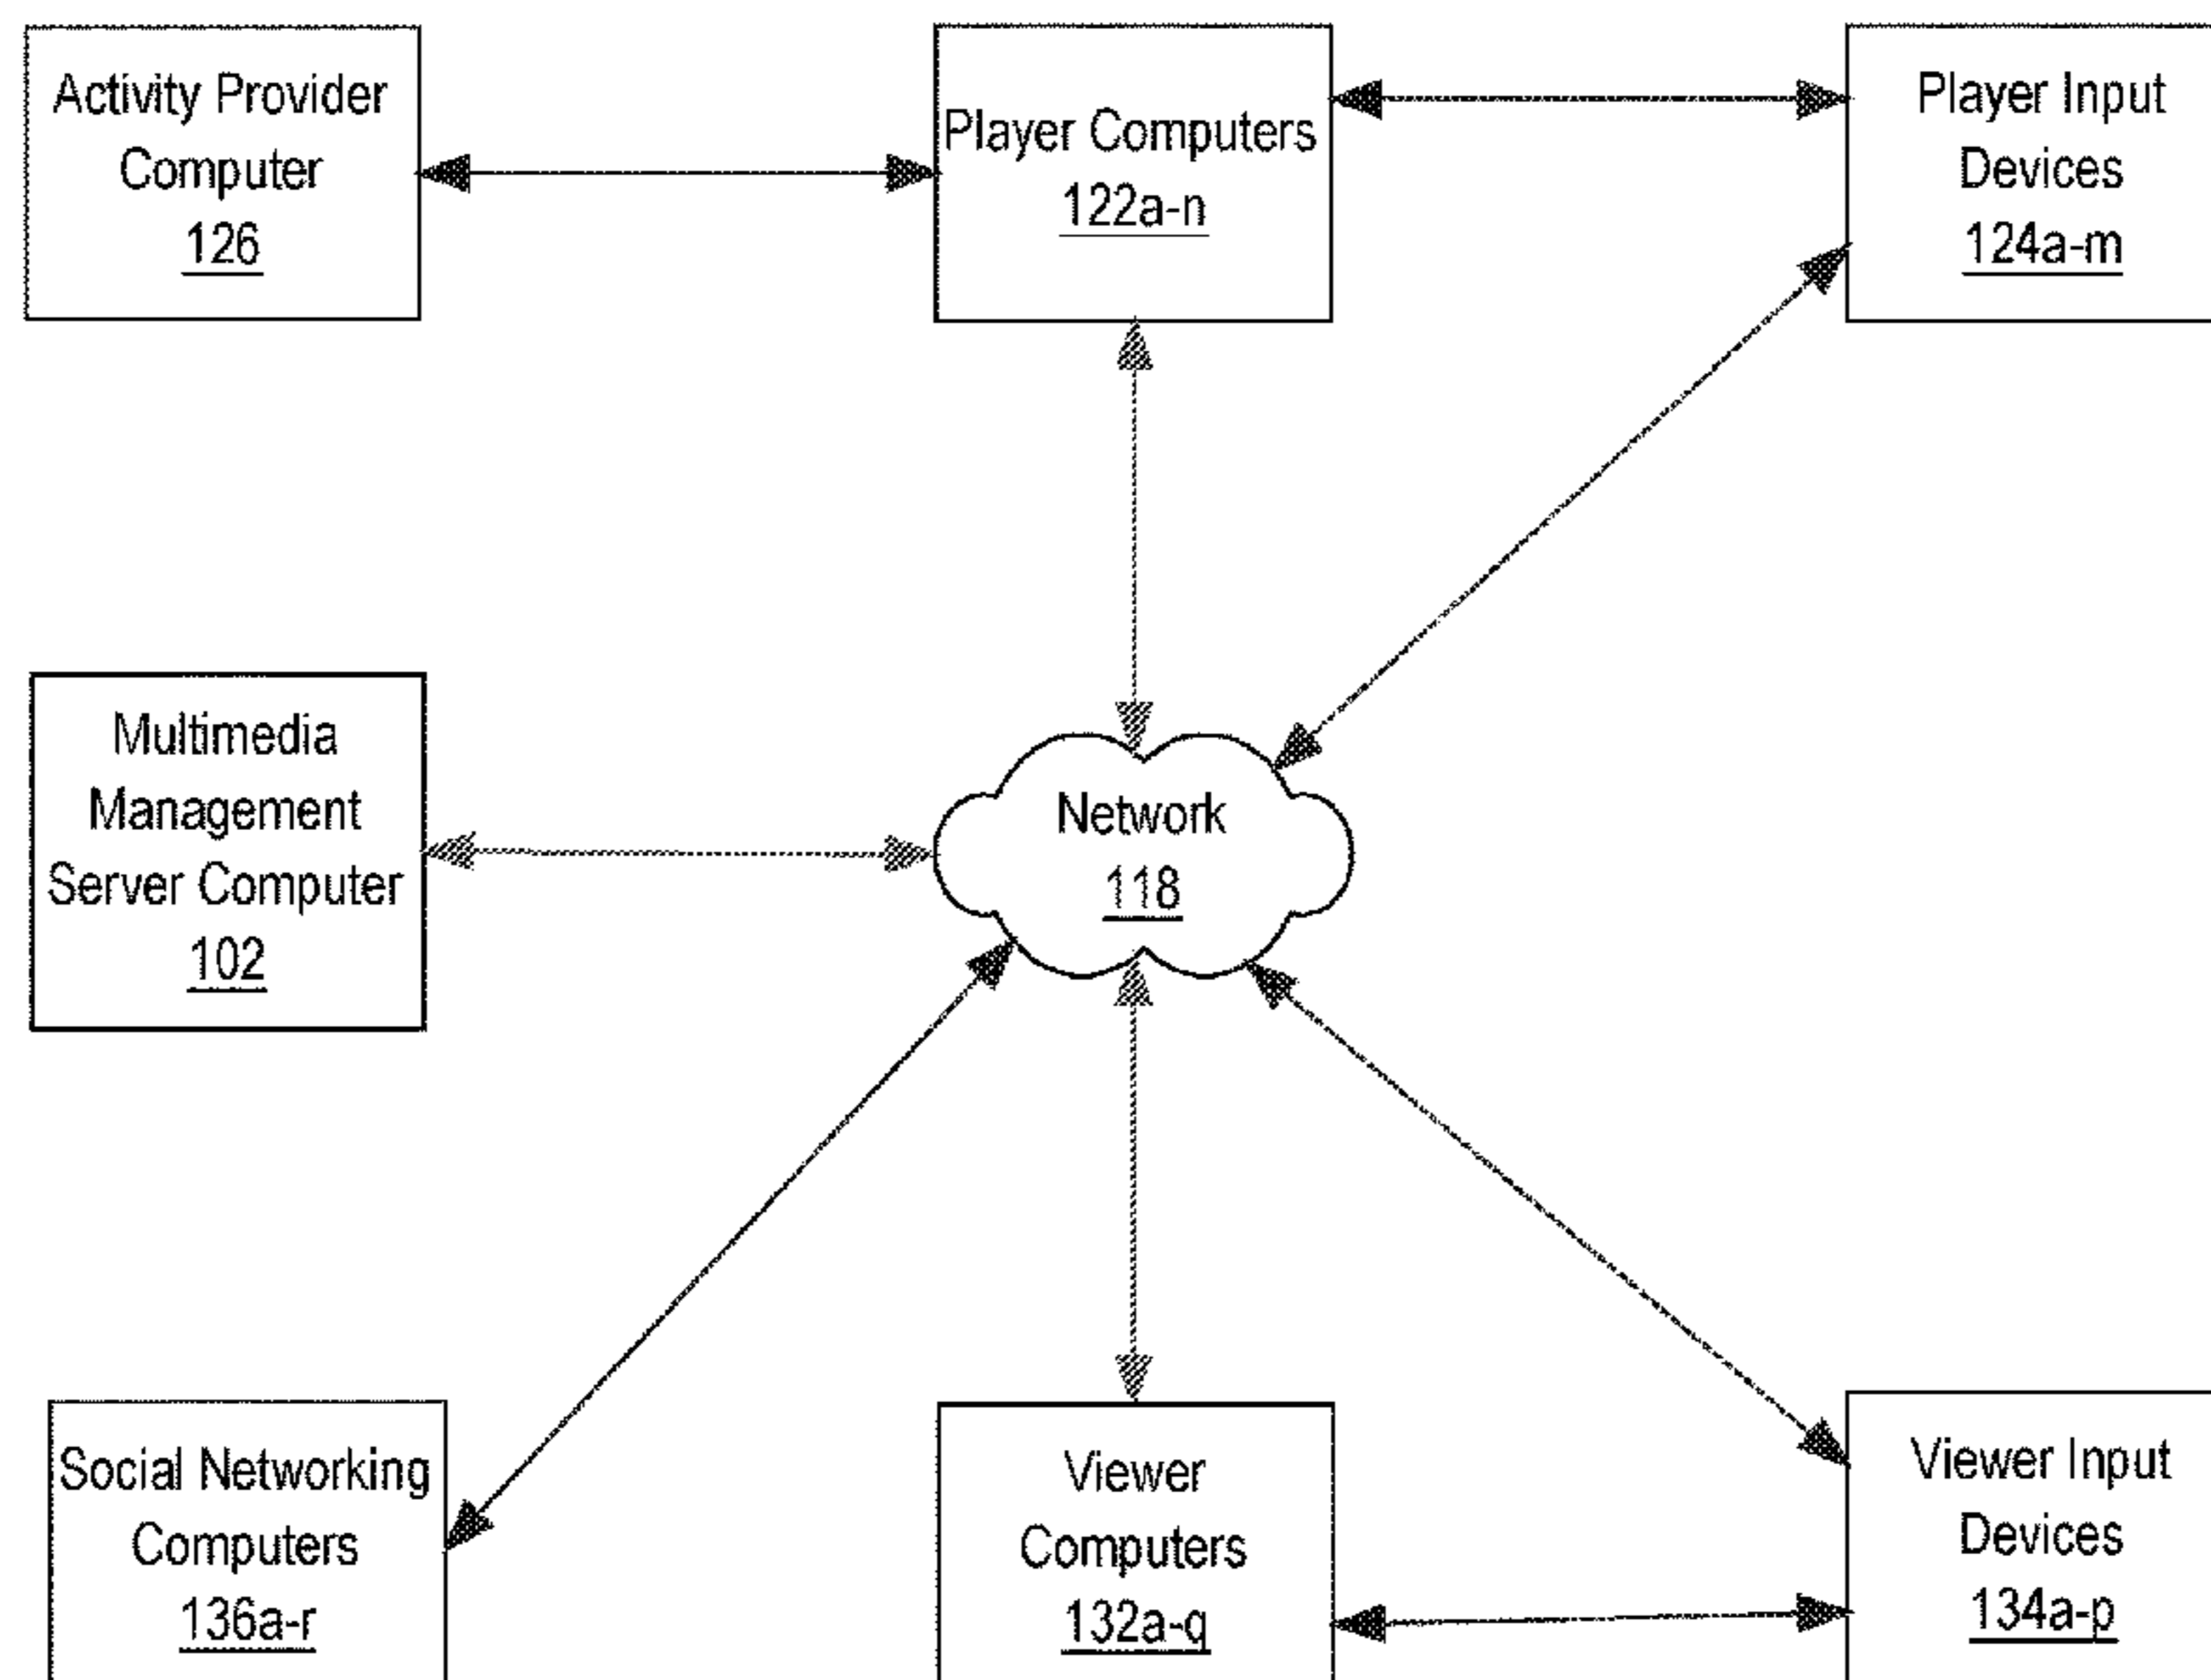 Activity Provider
Computer
126
Player Computers
122a-n
Player Input
Devices
124a-m
Multimedia
Management
Server Computer
102
Network
118
Social Networking
Computers
136a-r
Viewer
Computers
132a-q
Viewer Input
Devices
134a-p